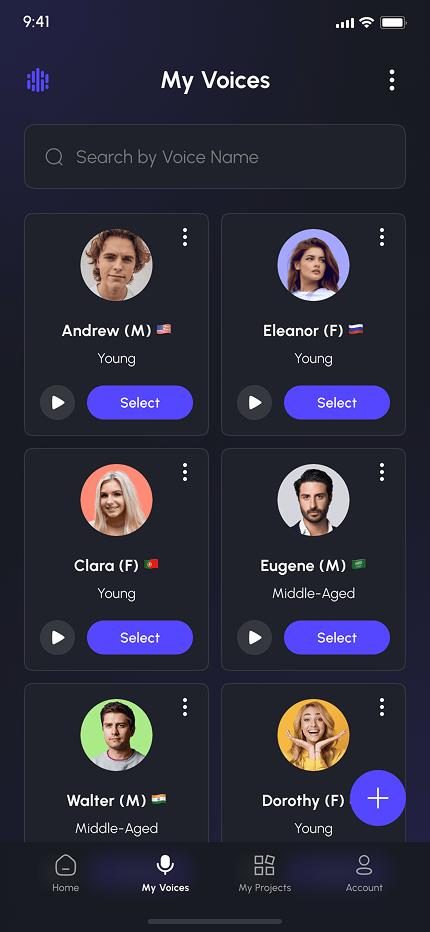 9:41
My Voices
Search by Voice Name
Andrew (M)
Eleanor (F)
Young
Young
Select
Select
Clara (F)
Eugene (M)
Young
Middle-Aged
Select
Select
Walter (M)
Dorothy (F)
Middle-Aged
Young
Home
My Voices
My Projects
Account